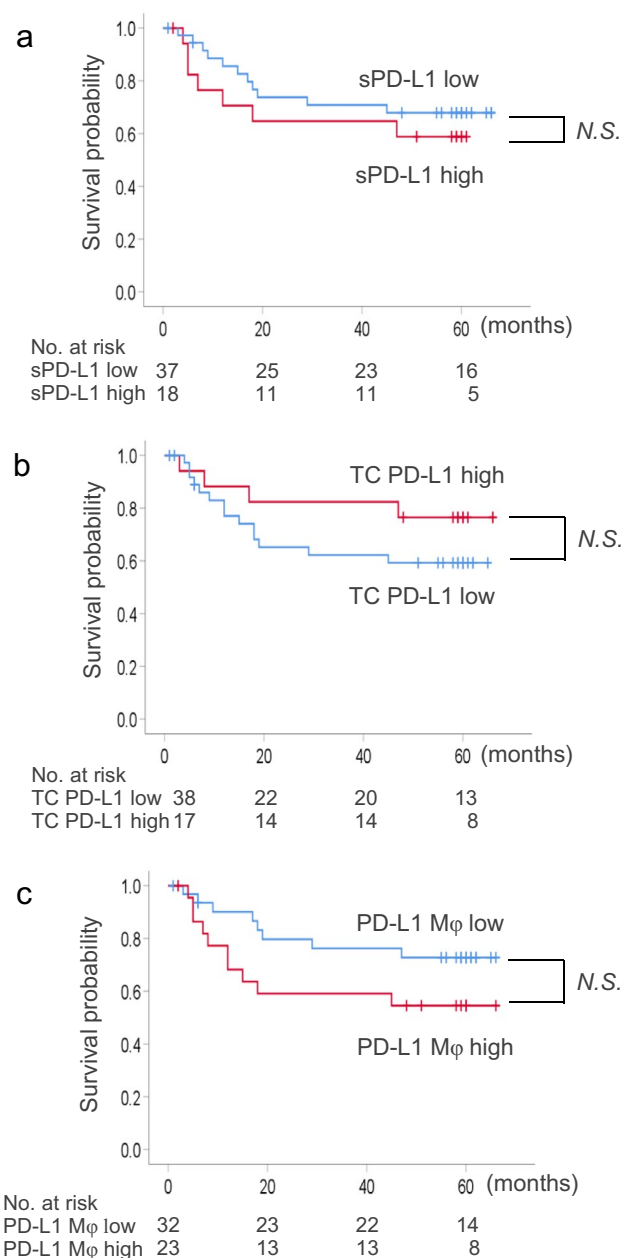 a
Survival probability
1.0
0.8
0.6
0.4
0.2
0.0
sPD-L1 low
sPD-L1 high
N.S.
0 20 40 60 (months)
No. at risk
sPD-L1 low 37 25 23 16
sPD-L1 high 18 11 11 5
b
Survival probability
1.0
0.8
0.6
0.4
0.2
0.0
TC PD-L1 high
TC PD-L1 low
N.S.
0 20 40 60 (months)
No. at risk
TC PD-L1 low 38 22 20 13
TC PD-L1 high 17 14 14 8
c
Survival probability
1.0
0.8
0.6
0.4
0.2
0.0
PD-L1 Mφ low
PD-L1 Mφ high
N.S.
0 20 40 60 (months)
No. at risk
PD-L1 Mφ low 32 23 22 14
PD-L1 Mφ high 23 13 13 8